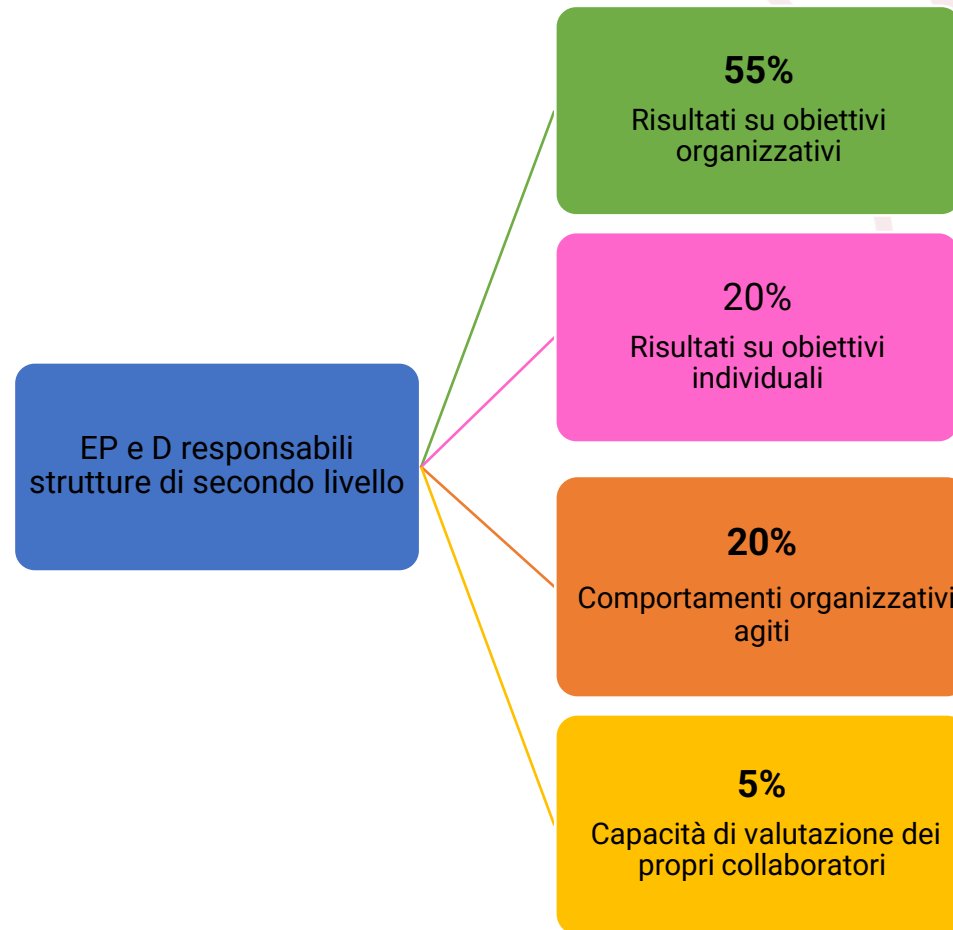 EP e D responsabili
strutture di secondo livello
55%
Risultati su obiettivi
organizzativi
20%
Risultati su obiettivi
individuali
20%
Comportamenti organizzativi
agiti
5%
Capacità di valutazione dei
propri collaboratori